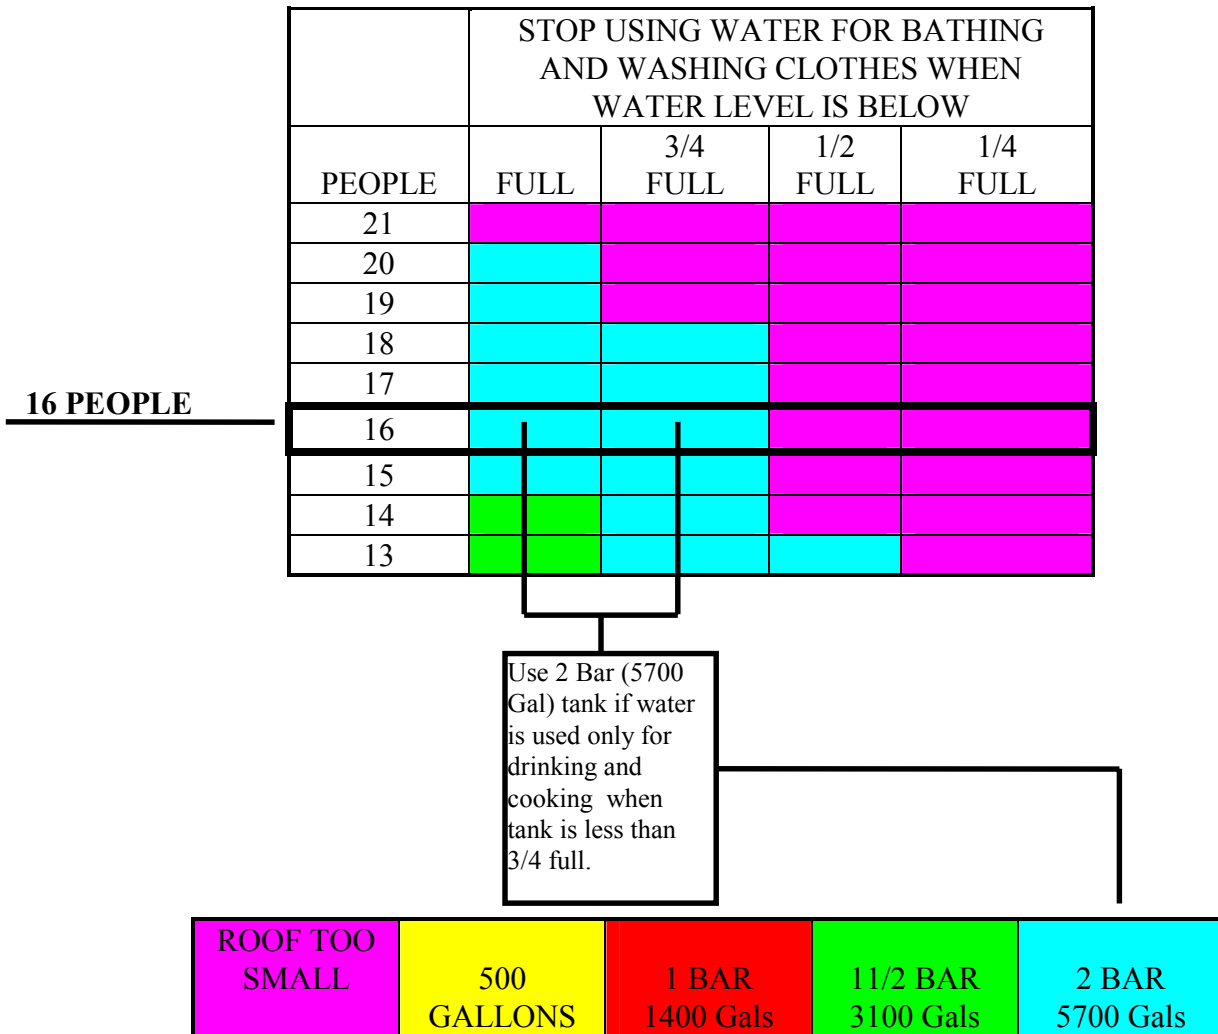 STOP USING WATER FOR BATHING
AND WASHING CLOTHES WHEN
WATER LEVEL IS BELOW
PEOPLE FULL 3/4 FULL 1/2 FULL 1/4 FULL
21
20
19
18
17
16 PEOPLE
16
15
14
13
Use 2 Bar (5700
Gal) tank if water
is used only for
drinking and
cooking when
tank is less than
3/4 full.
ROOF TOO
SMALL
500
GALLONS
1 BAR
1400 Gals
11/2 BAR
3100 Gals
2 BAR
5700 Gals